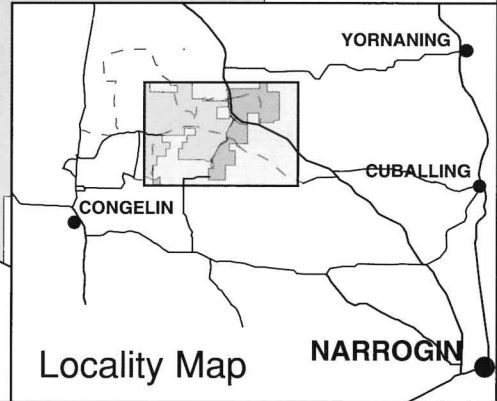 YORNANING
CUBALLING
CONGELIN
NARROGIN
Locality Map